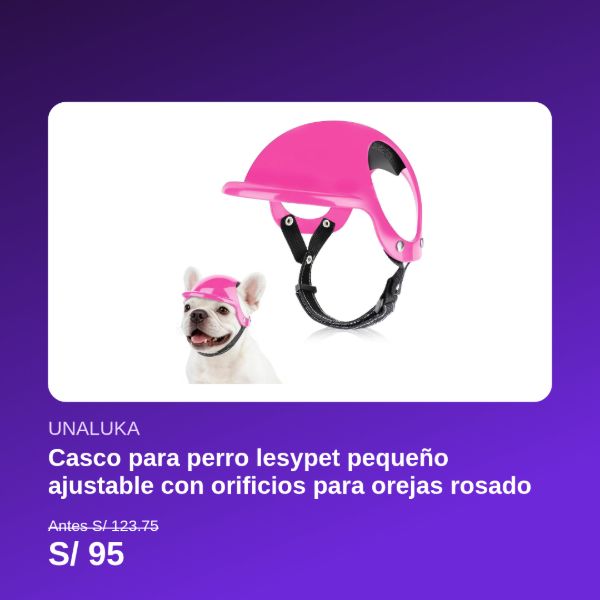 UNALUKA
Casco para perro lesypet pequeño
ajustable con orificios para orejas rosado
Antes S/ 123.75
S/ 95